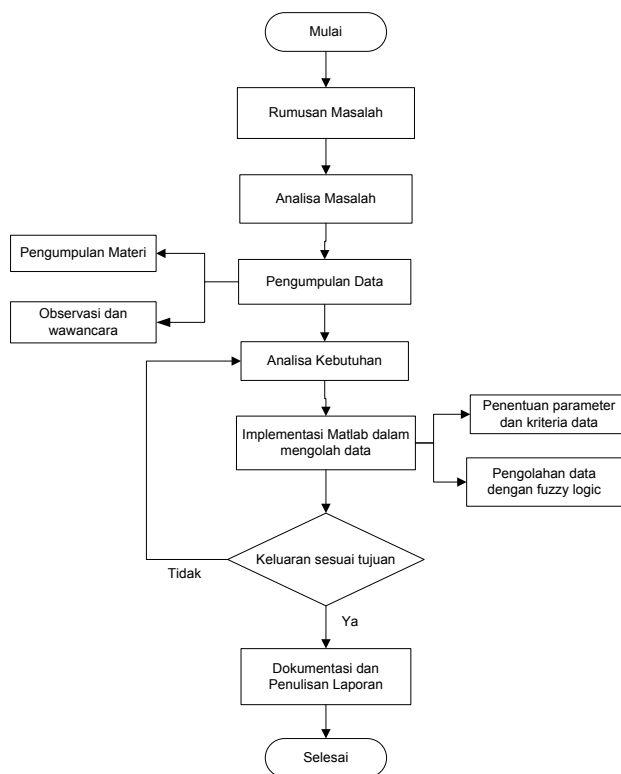 Mulai
Rumusan Masalah
Analisa Masalah
Pengumpulan Materi
Pengumpulan Data
Observasi dan
wawancara
Analisa Kebutuhan
Penentuan parameter
dan kriteria data
Implementasi Matlab dalam
mengolah data
Pengolahan data
dengan fuzzy logic
Keluaran sesuai tujuan
Tidak
Ya
Dokumentasi dan
Penulisan Laporan
Selesai